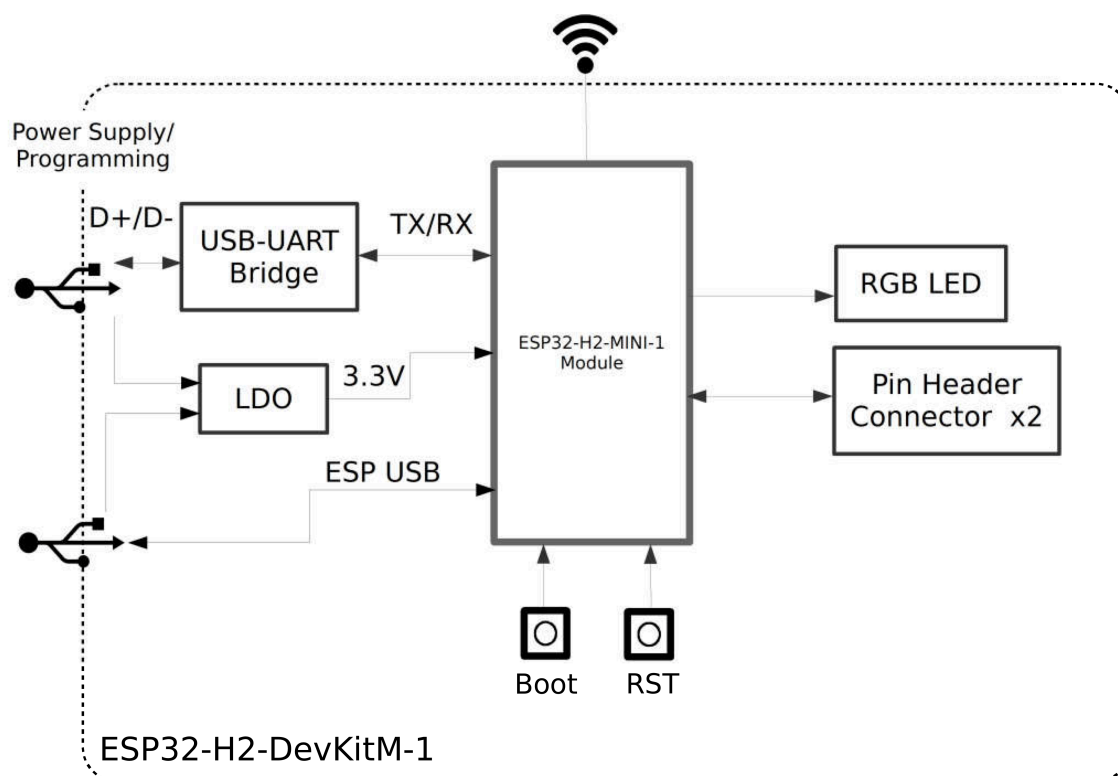 Power Supply/
Programming
D+/D-
USB-UART
Bridge
TX/RX
LDO
3.3V
ESP USB
ESP32-H2-MINI-1
Module
RGB LED
Pin Header
Connector x2
Boot
RST
ESP32-H2-DevKitM-1